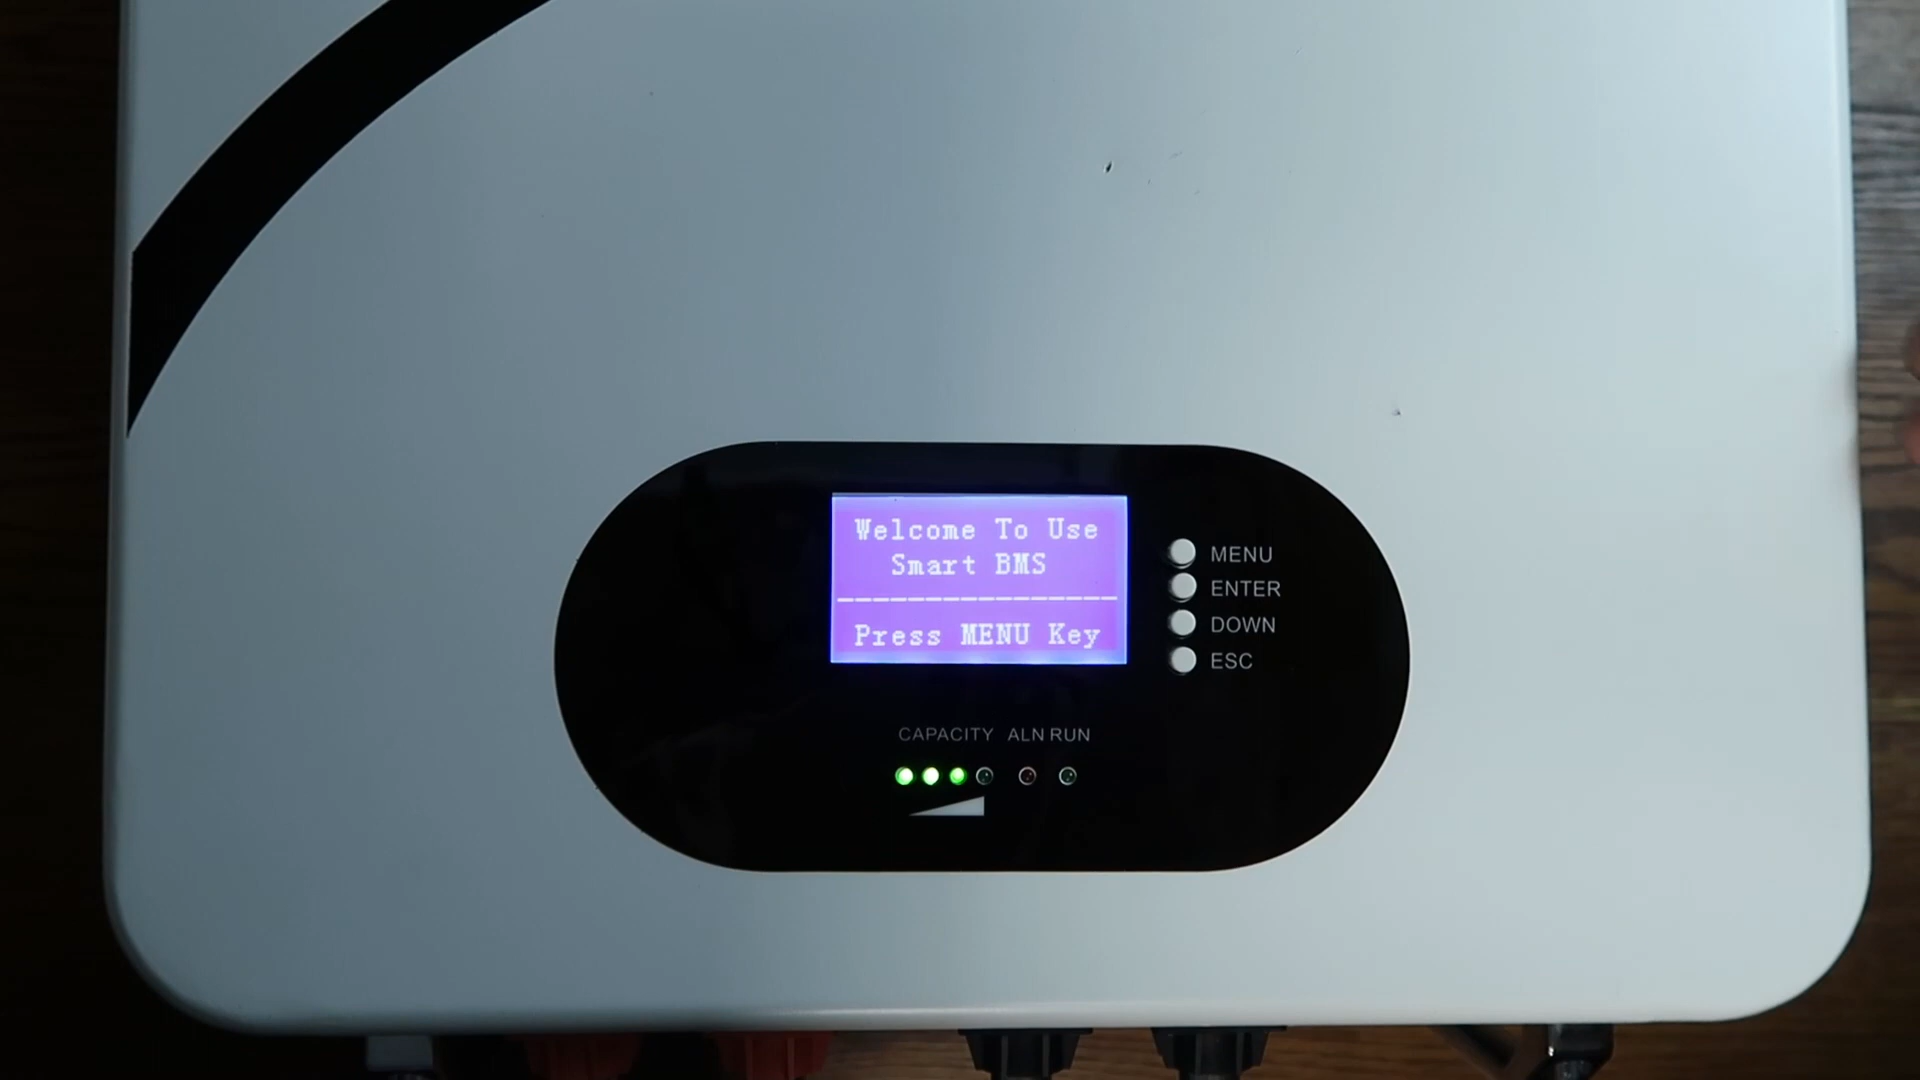 Welcome To Use
Smart BMS
----------------
Press MENU Key
MENU
ENTER
DOWN
ESC
CAPACITY ALN RUN